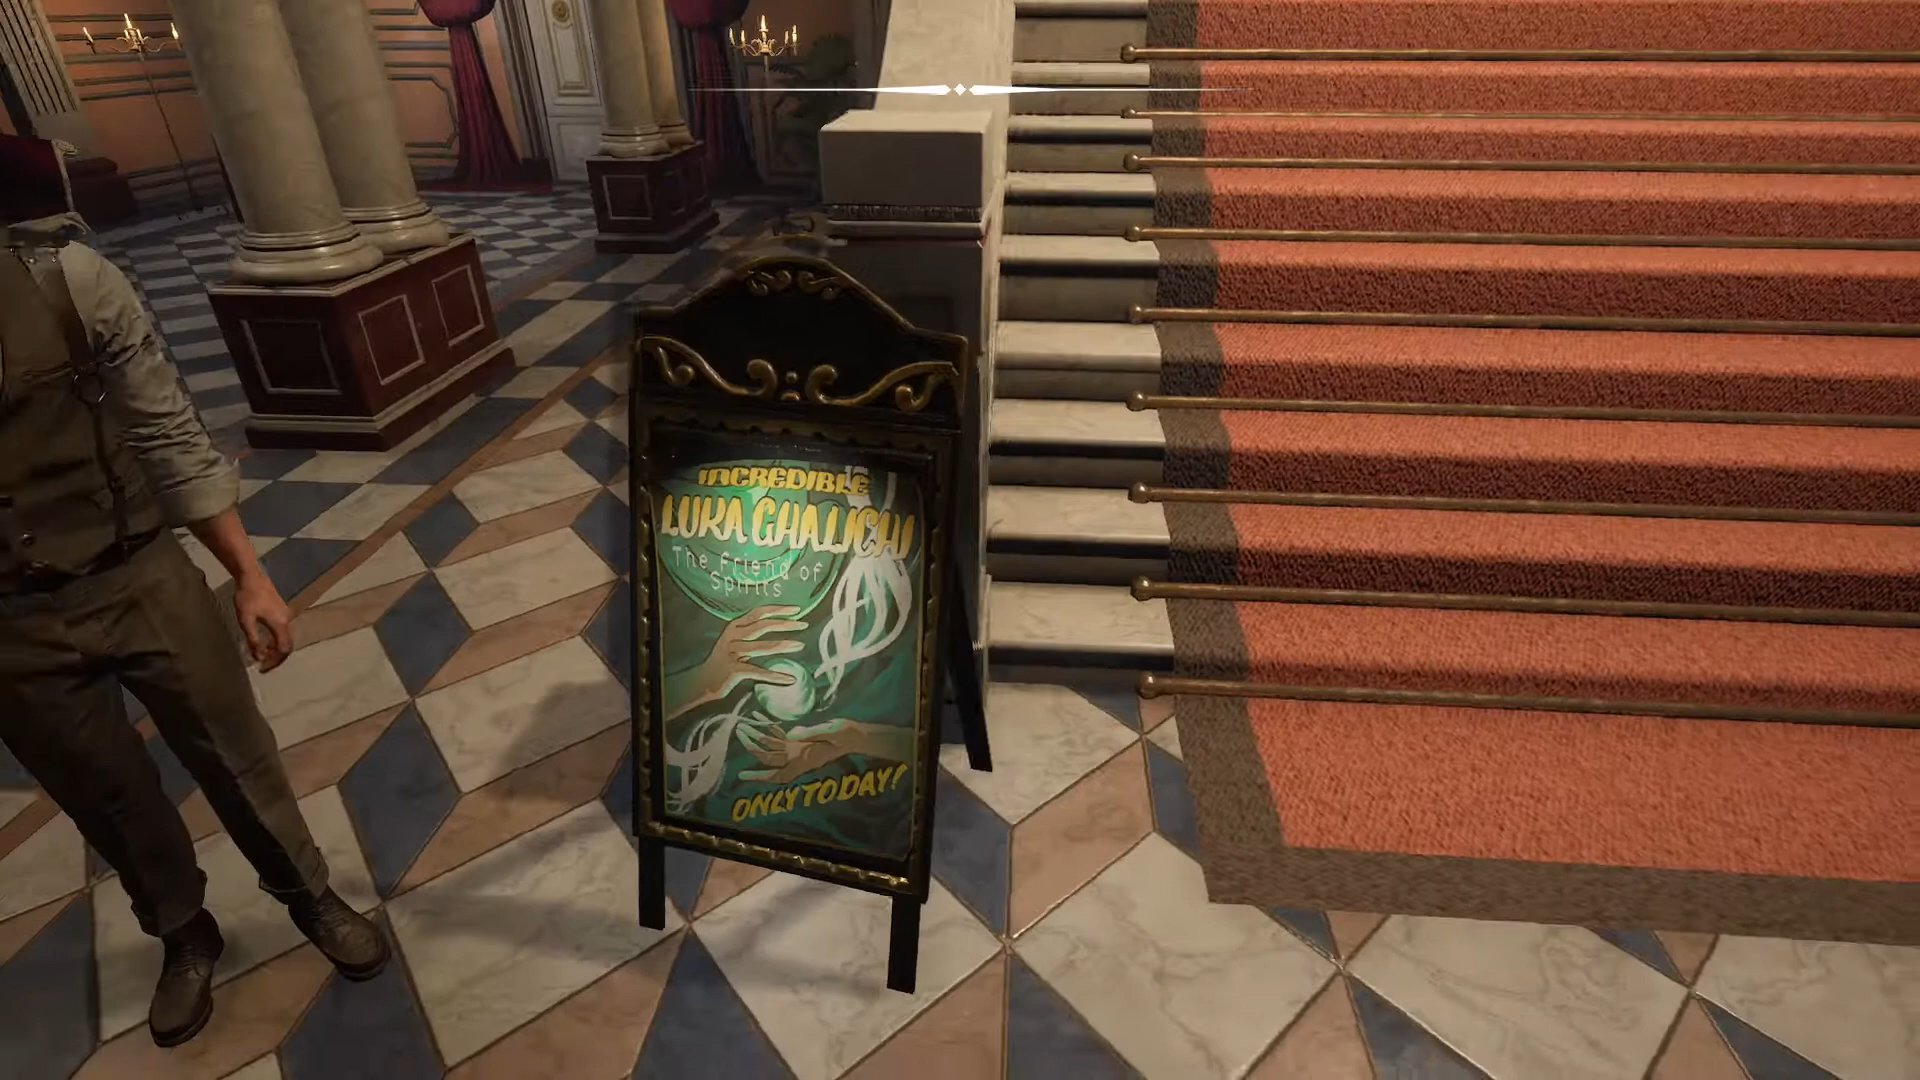 INCREDIBLE
LUKA GHALICHI
The Friend of
Spirits
ONLY TODAY!